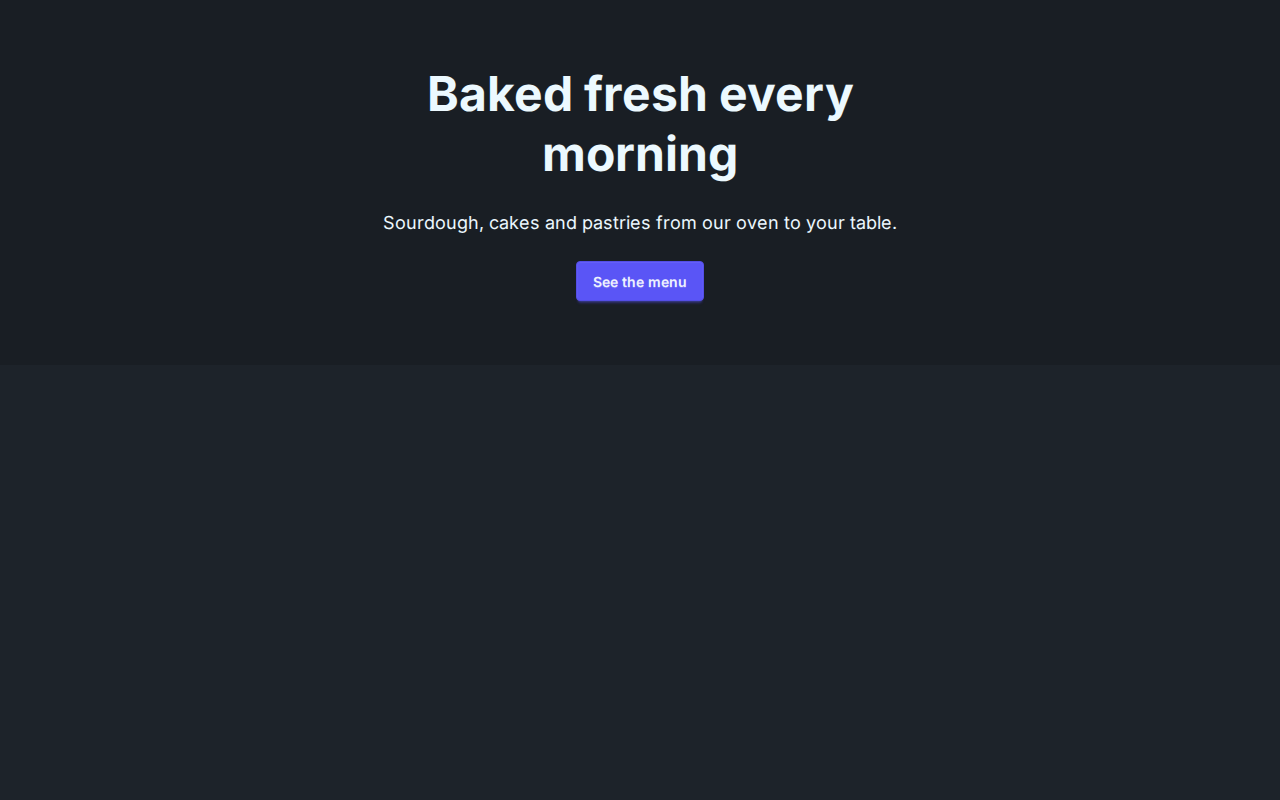 Baked fresh every
morning
Sourdough, cakes and pastries from our oven to your table.
See the menu